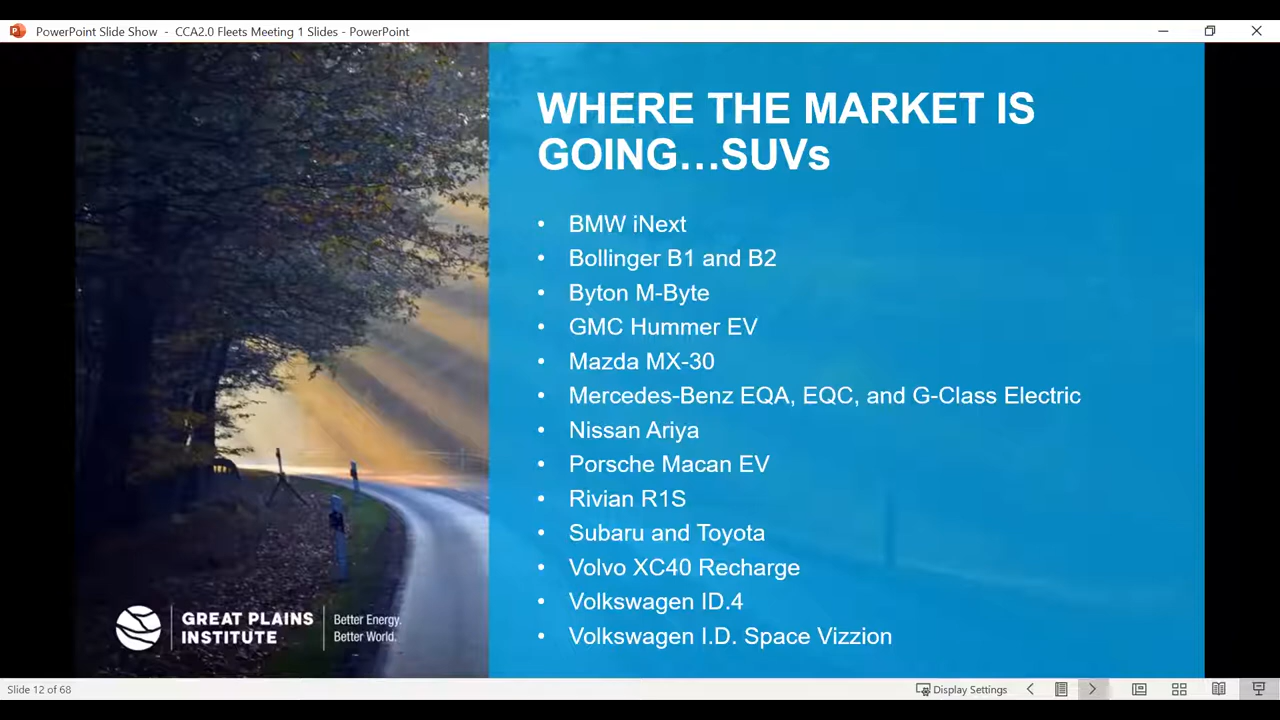 PowerPoint Slide Show - CCA2.0 Fleets Meeting 1 Slides - PowerPoint
WHERE THE MARKET IS
GOING…SUVs
• BMW iNext
• Bollinger B1 and B2
• Byton M-Byte
• GMC Hummer EV
• Mazda MX-30
• Mercedes-Benz EQA, EQC, and G-Class Electric
• Nissan Ariya
• Porsche Macan EV
• Rivian R1S
• Subaru and Toyota
• Volvo XC40 Recharge
• Volkswagen ID.4
• Volkswagen I.D. Space Vizzion
GREAT PLAINS
INSTITUTE
Better Energy.
Better World.
Slide 12 of 68
Display Settings